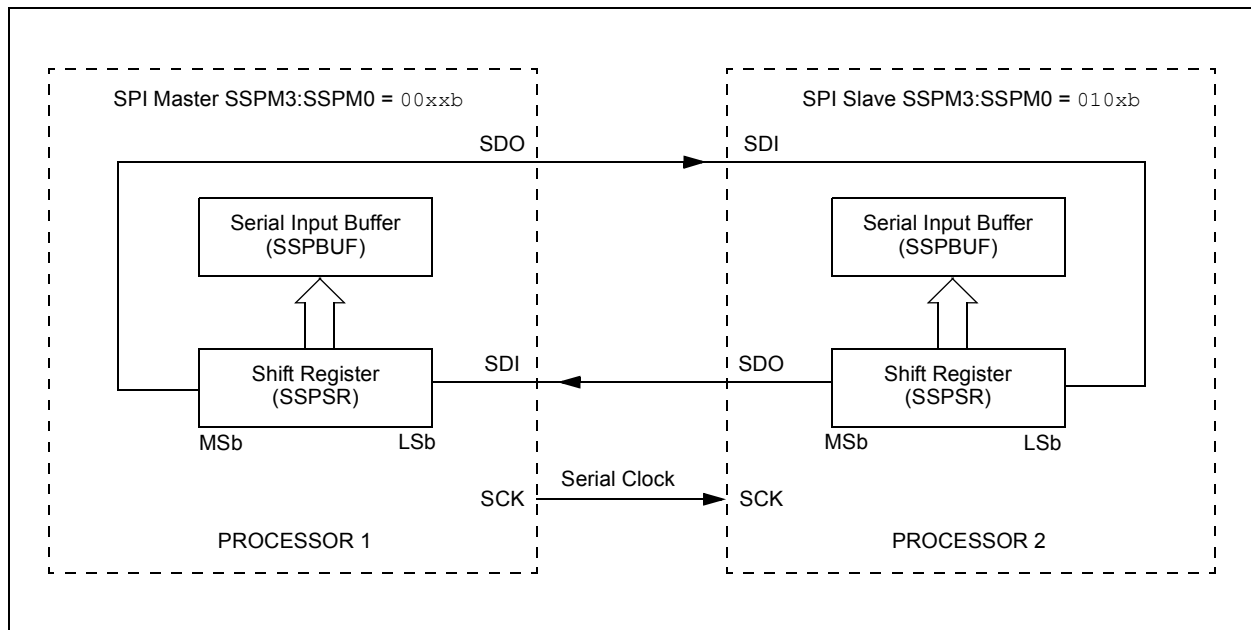 SPI Master SSPM3:SSPM0 = 00xxb
SPI Slave SSPM3:SSPM0 = 010xb
SDO
SDI
Serial Input Buffer
(SSPBUF)
Serial Input Buffer
(SSPBUF)
SDI
SDO
Shift Register
(SSPSR)
Shift Register
(SSPSR)
MSb
LSb
MSb
LSb
Serial Clock
SCK
SCK
PROCESSOR 1
PROCESSOR 2